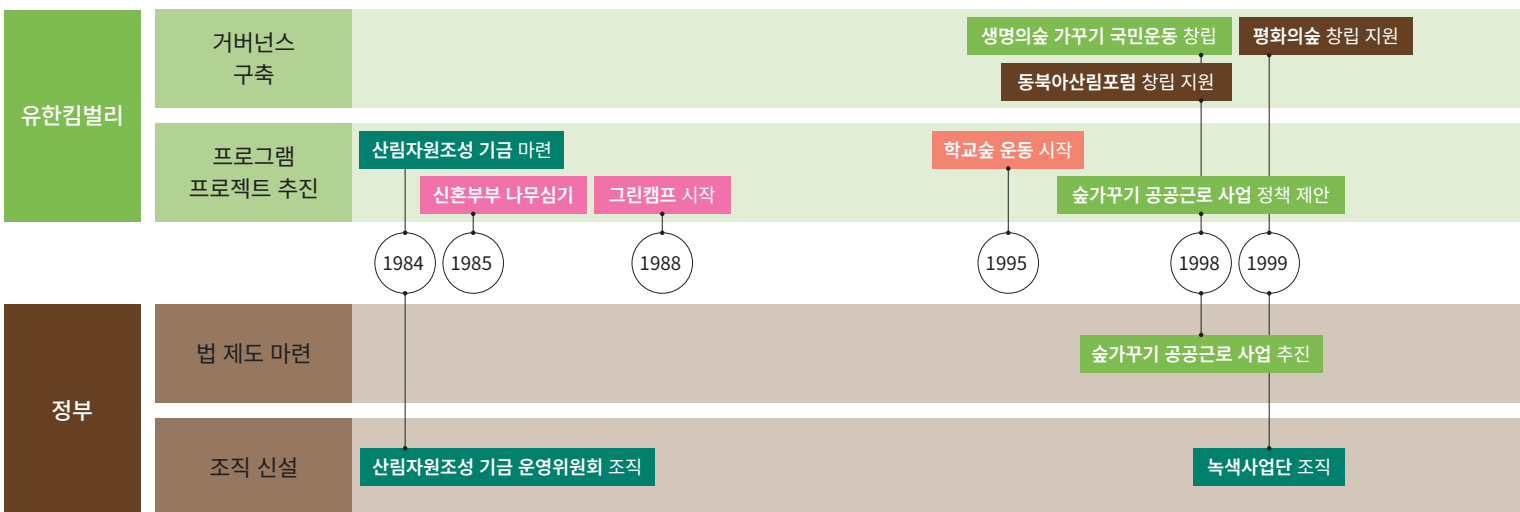 유한킴벌리
거버넌스
구축
생명의숲 가꾸기 국민운동 창립
평화의숲 창립 지원
동북아산림포럼 창립 지원
프로그램
프로젝트 추진
산림자원조성 기금 마련
학교숲 운동 시작
신혼부부 나무심기
그린캠프 시작
숲가꾸기 공공근로 사업 정책 제안
1984
1985
1988
1995
1998
1999
정부
법 제도 마련
숲가꾸기 공공근로 사업 추진
조직 신설
산림자원조성 기금 운영위원회 조직
녹색사업단 조직